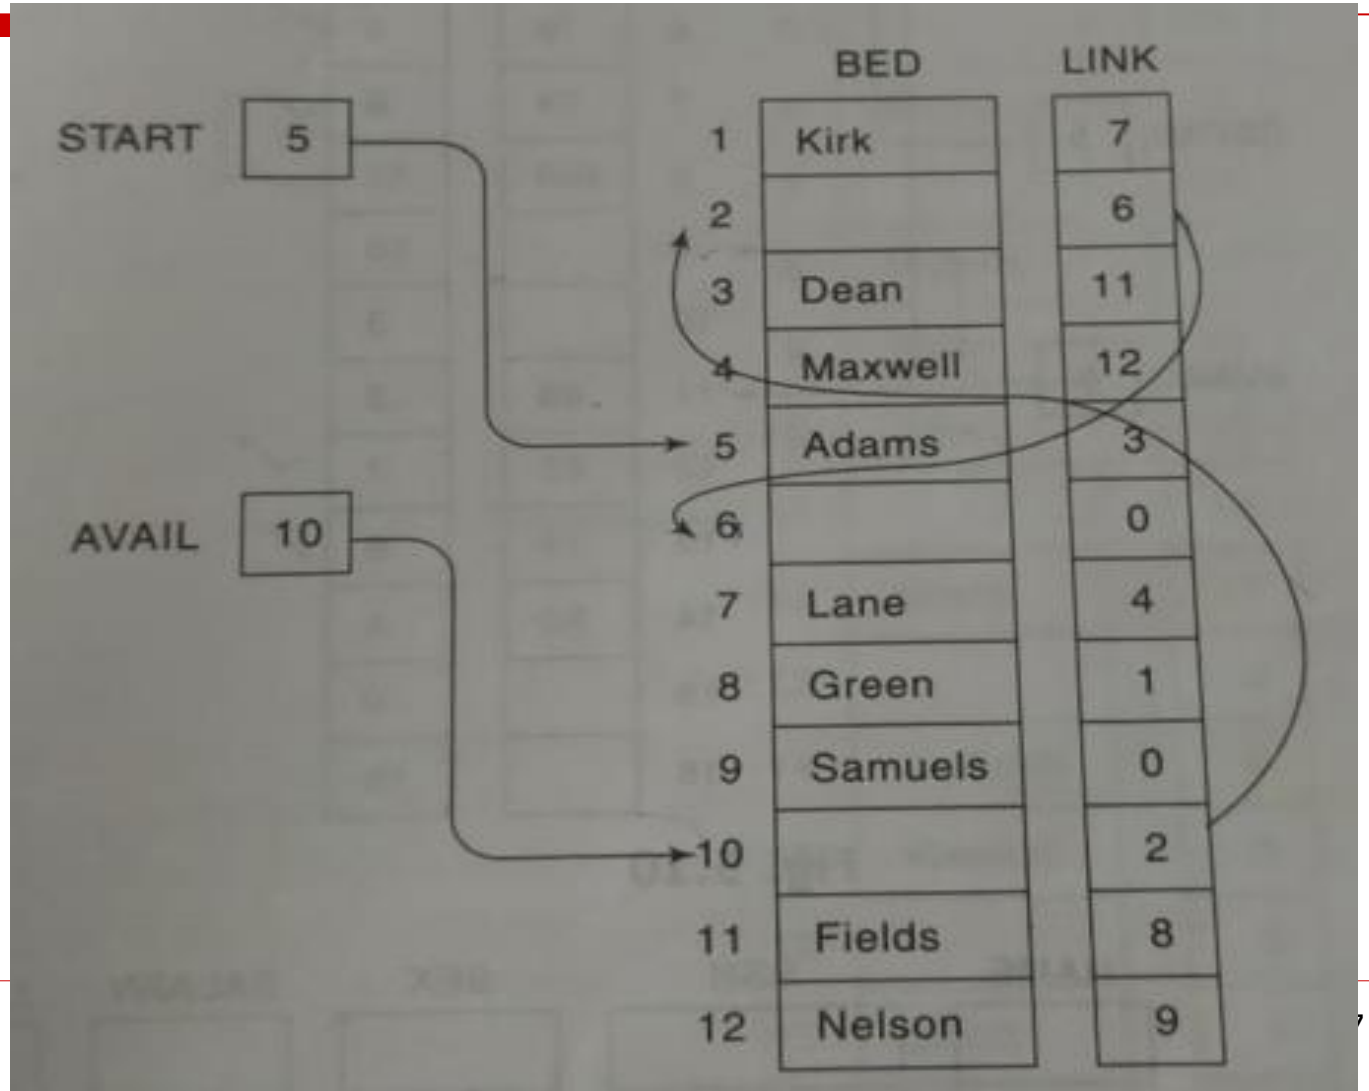 BED LINK
START 5
AVAIL 10
1 Kirk 7
2 6
3 Dean 11
4 Maxwell 12
5 Adams 3
6 0
7 Lane 4
8 Green 1
9 Samuels 0
10 2
11 Fields 8
12 Nelson 9
7